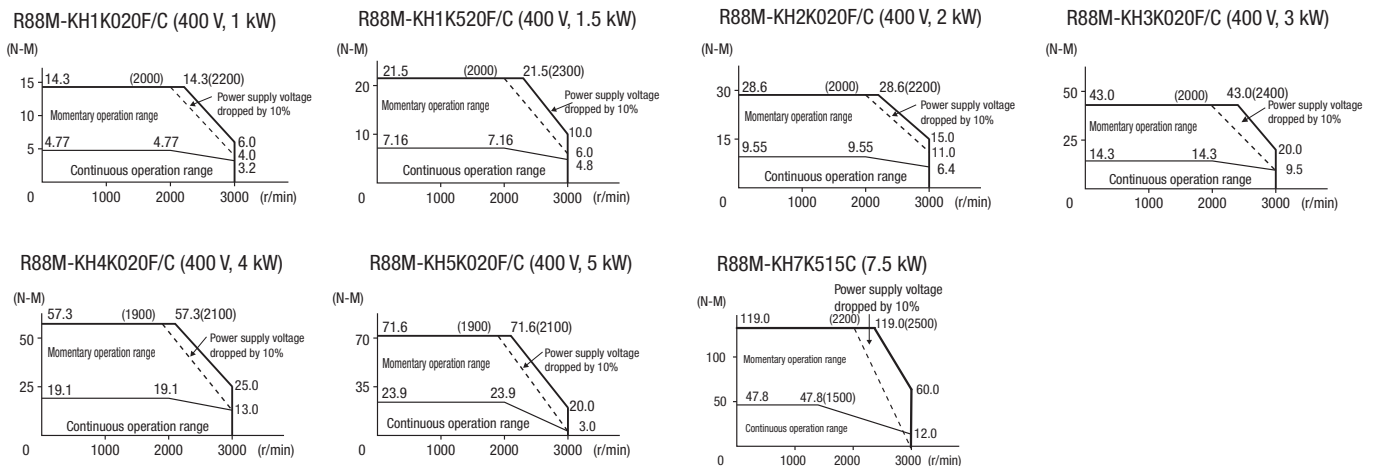 R88M-KH1K020F/C (400 V, 1 kW)
(N-M)
15
10
5
0
14.3
(2000)
14.3(2200)
Power supply voltage
dropped by 10%
Momentary operation range
4.77
4.77
6.0
4.0
3.2
Continuous operation range
1000
2000
3000
(r/min)
R88M-KH1K520F/C (400 V, 1.5 kW)
(N-M)
20
10
0
21.5
(2000)
21.5(2300)
Power supply voltage
dropped by 10%
Momentary operation range
7.16
7.16
10.0
6.0
4.8
Continuous operation range
1000
2000
3000
(r/min)
R88M-KH2K020F/C (400 V, 2 kW)
(N-M)
30
15
0
28.6
(2000)
28.6(2200)
Power supply voltage
dropped by 10%
Momentary operation range
9.55
9.55
15.0
11.0
6.4
Continuous operation range
1000
2000
3000
(r/min)
R88M-KH3K020F/C (400 V, 3 kW)
(N-M)
50
25
0
43.0
(2000)
43.0(2400)
Power supply voltage
dropped by 10%
Momentary operation range
14.3
14.3
20.0
9.5
Continuous operation range
1000
2000
3000
(r/min)
R88M-KH4K020F/C (400 V, 4 kW)
(N-M)
50
25
0
57.3
(1900)
57.3(2100)
Power supply voltage
dropped by 10%
Momentary operation range
19.1
19.1
25.0
13.0
Continuous operation range
1000
2000
3000
(r/min)
R88M-KH5K020F/C (400 V, 5 kW)
(N-M)
70
35
0
71.6
(1900)
71.6(2100)
Power supply voltage
dropped by 10%
Momentary operation range
23.9
23.9
20.0
3.0
Continuous operation range
1000
2000
3000
(r/min)
R88M-KH7K515C (7.5 kW)
Power supply voltage
dropped by 10%
(N-M)
100
50
0
119.0
(2200)
119.0(2500)
Momentary operation range
47.8
47.8(1500)
60.0
12.0
Continuous operation range
1000
2000
3000
(r/min)